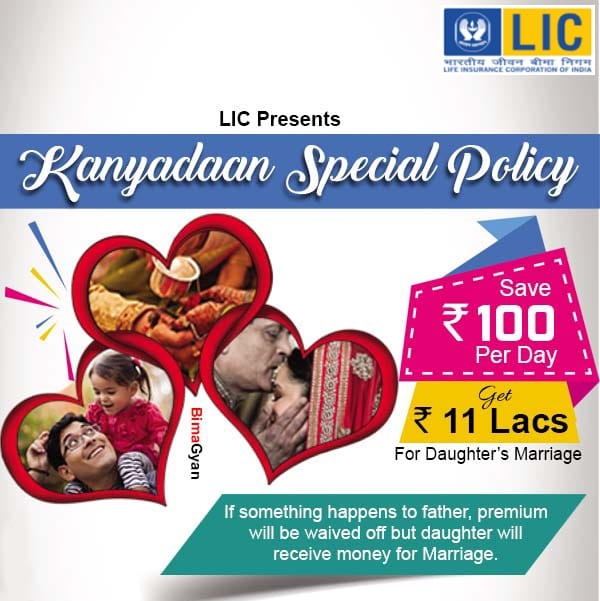 LIC
भारतीय जीवन बीमा निगम
LIFE INSURANCE CORPORATION OF INDIA
LIC Presents
Kanyadaan Special Policy
Save
₹ 100
Per Day
Get
₹ 11 Lacs
For Daughter's Marriage
BimaGyan
If something happens to father, premium
will be waived off but daughter will
receive money for Marriage.